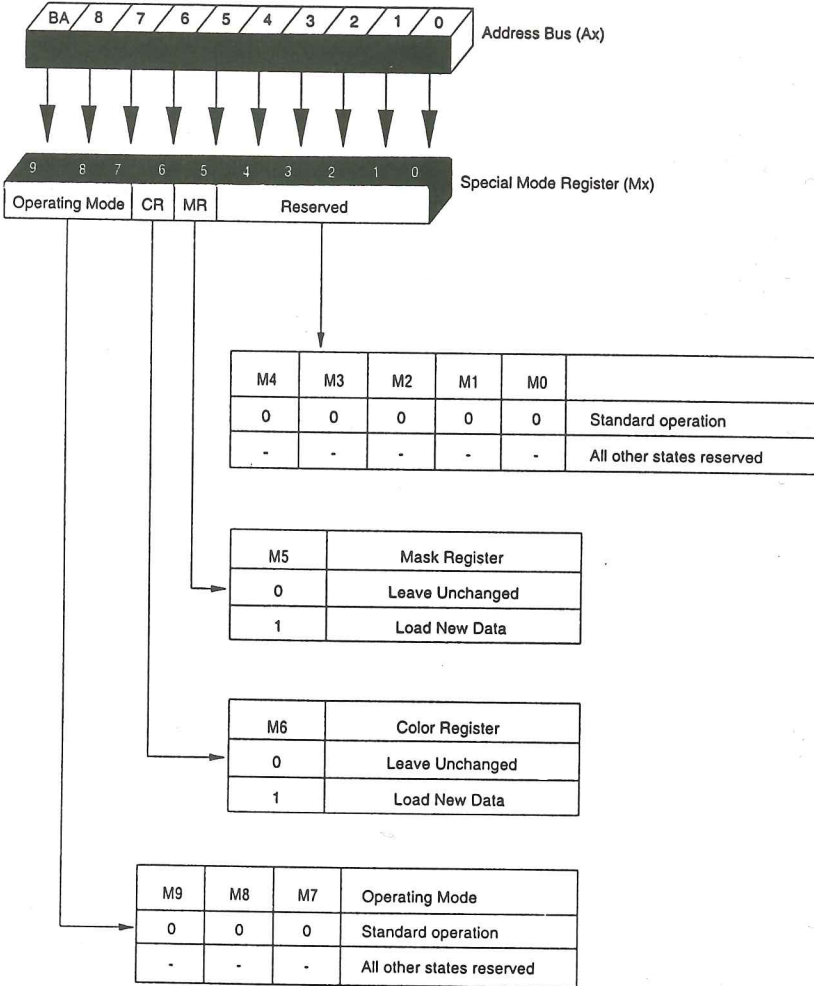 BA 8 7 6 5 4 3 2 1 0
Address Bus (Ax)
9 8 7 6 5 4 3 2 1 0
Special Mode Register (Mx)
Operating Mode CR MR Reserved
M4 M3 M2 M1 M0
0 0 0 0 0 Standard operation
- - - - - All other states reserved
M5 Mask Register
0 Leave Unchanged
1 Load New Data
M6 Color Register
0 Leave Unchanged
1 Load New Data
M9 M8 M7 Operating Mode
0 0 0 Standard operation
- - - All other states reserved